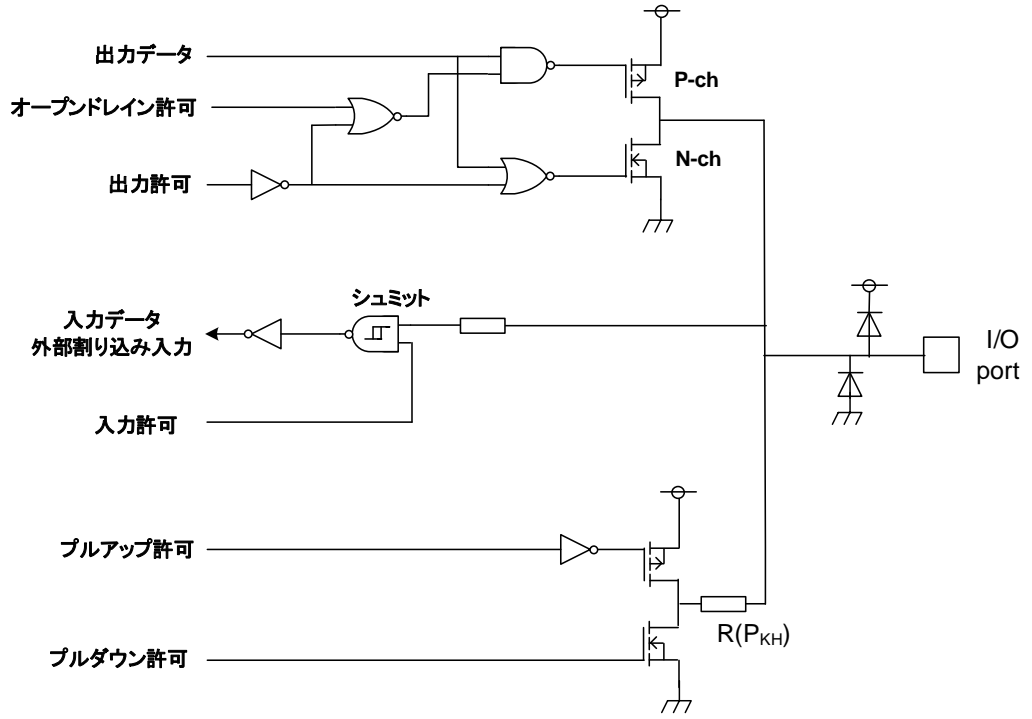 出力データ
オープンドレイン許可
出力許可
P-ch
N-ch
シュミット
入力データ
外部割り込み入力
入力許可
I/O
port
プルアップ許可
プルダウン許可
R(PKH)